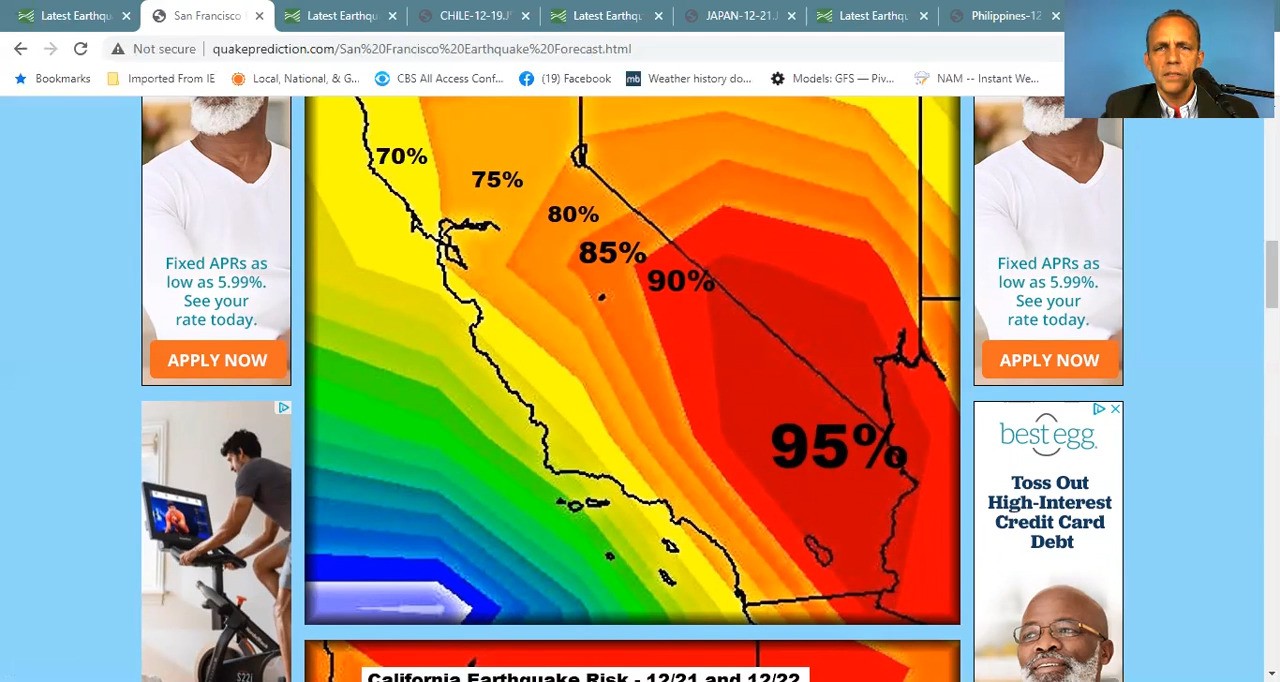 Latest Earthqu
San Francisco
Latest Earthqu
CHILE-12-19.J
Latest Earthqu
JAPAN-12-21.
Latest Earthqu
Philippines-12
Not secure
quakeprediction.com/San%20Francisco%20Earthquake%20Forecast.html
Bookmarks
Imported From IE
Local, National, & G...
CBS All Access Conf...
(19) Facebook
mb
Weather history do...
Models: GFS — Piv...
NAM -- Instant We...
70%
75%
80%
85%
90%
95%
Fixed APRs as
low as 5.99%.
See your
rate today.
APPLY NOW
Fixed APRs as
low as 5.99%.
See your
rate today.
APPLY NOW
best egg.
Toss Out
High-Interest
Credit Card
Debt
California Earthquake Risk - 12/21 and 12/22